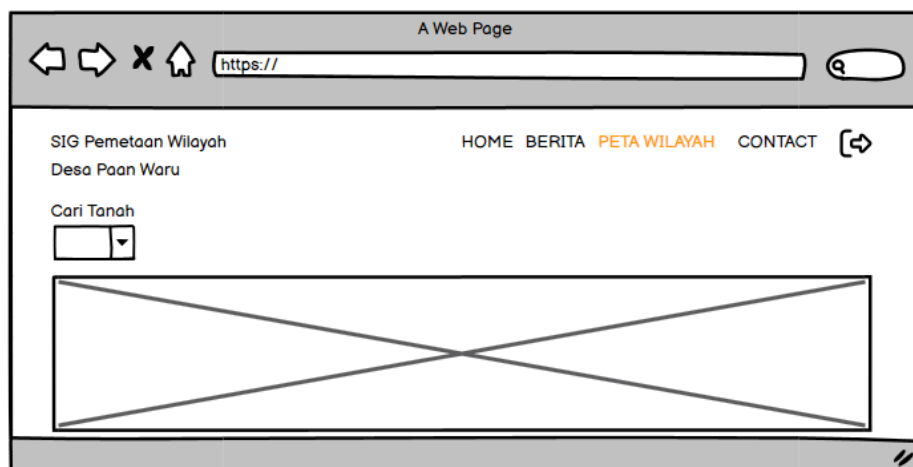 A Web Page
https://
SIG Pemetaan Wilayah
Desa Paan Waru
HOME BERITA PETA WILAYAH CONTACT
Cari Tanah